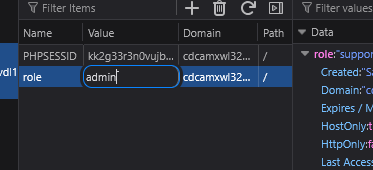 Filter Items
Filter values
Name Value Domain Path
Data
PHPSESSID kk2g33r3n0vujb... cdcamxwl32... /
role:"suppor
vdl1
role admin cdcamxwl32... /
Created:"Sa
Domain:"cd
Expires / M
HostOnly:t
HttpOnly:fa
Last Access